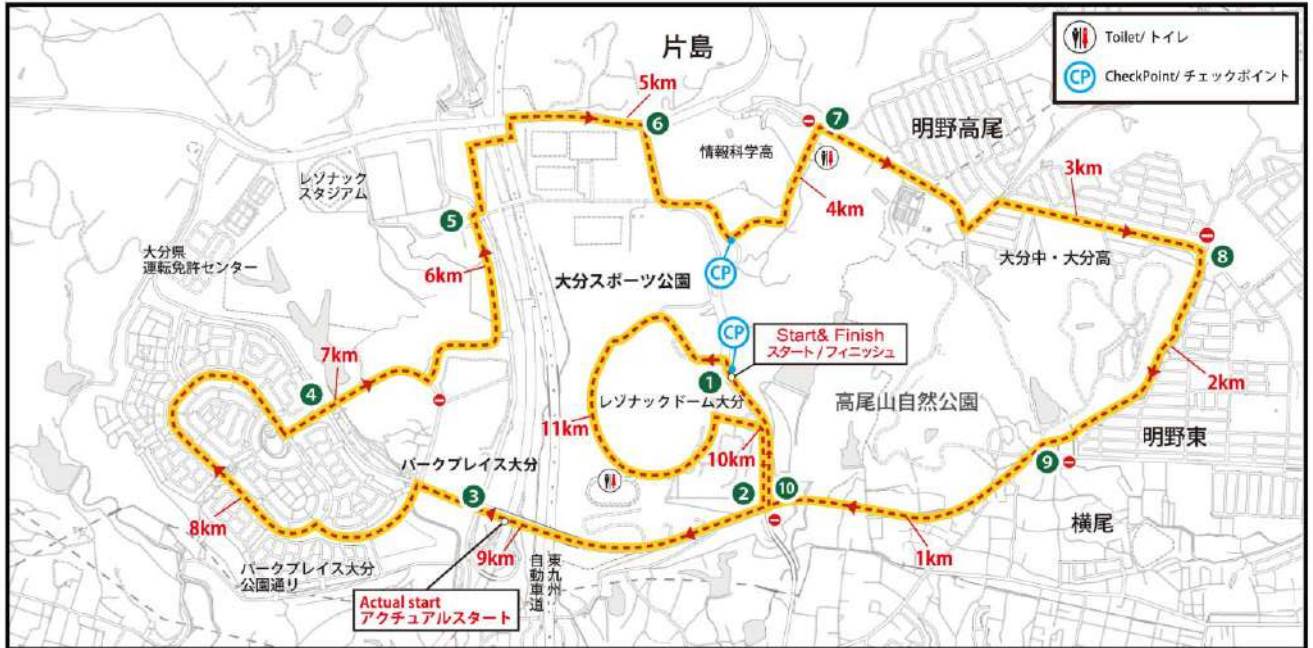 Toilet/トイレ
CP
CheckPoint/チェックポイント
片島
5km
6
7
明野高尾
情報科学高
レゾナック
スタジアム
4km
3km
5
大分県
運転免許センター
6km
大分スポーツ公園
CP
大分中・大分高
8
CP
Start& Finish
スタート/フィニッシュ
7km
4
1
レゾナックドーム大分
高尾山自然公園
2km
11km
10km
明野東
パークプレイス大分
9
3
2
10
8km
横尾
9km
1km
パークプレイス大分
公園通り
東九州
自動車道
Actual start
アクチュアルスタート